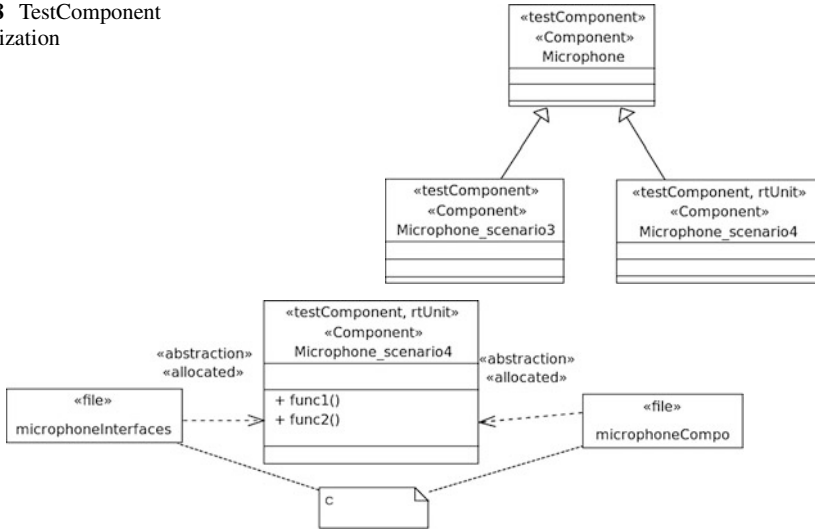 8 TestComponent
ization
«testComponent»
«Component»
Microphone
«testComponent»
«Component»
Microphone_scenario3
«testComponent, rtUnit»
«Component»
Microphone_scenario4
«testComponent, rtUnit»
«Component»
Microphone_scenario4
+ func1()
+ func2()
«abstraction»
«allocated»
«abstraction»
«allocated»
«file»
microphoneInterfaces
«file»
microphoneCompo
C